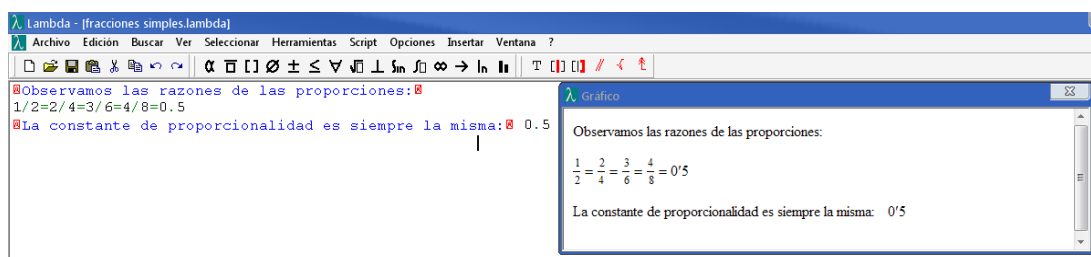 Lambda - [fracciones simples.lambda]
Archivo Edición Buscar Ver Seleccionar Herramientas Script Opciones Insertar Ventana ?
α ∅ ± ≤ ∀ ⊥ ∞ → T
Observamos las razones de las proporciones:
1/2=2/4=3/6=4/8=0.5
La constante de proporcionalidad es siempre la misma: 0.5
Gráfico
Observamos las razones de las proporciones:
1/2 = 2/4 = 3/6 = 4/8 = 0'5
La constante de proporcionalidad es siempre la misma: 0'5